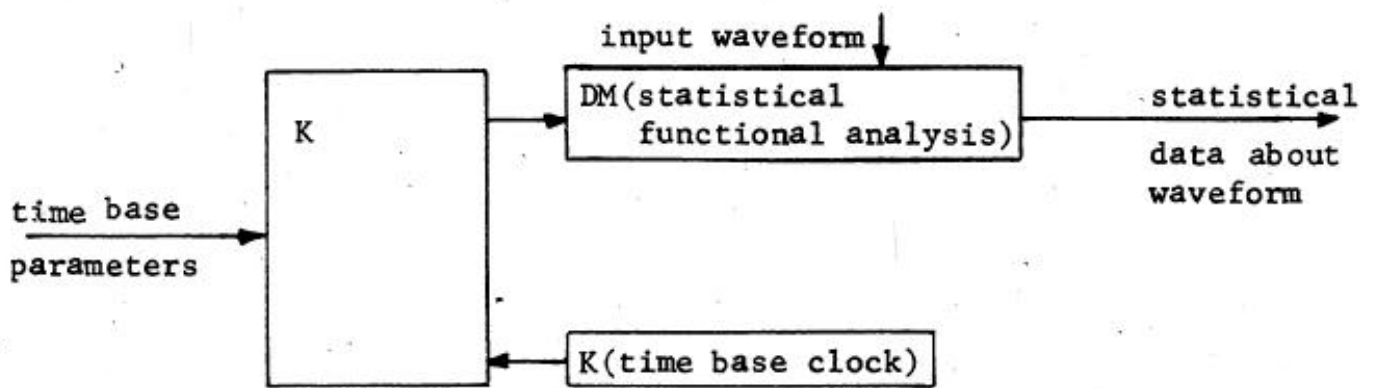 input waveform
DM(statistical
functional analysis)
statistical
data about
waveform
K
time base
parameters
K(time base clock)